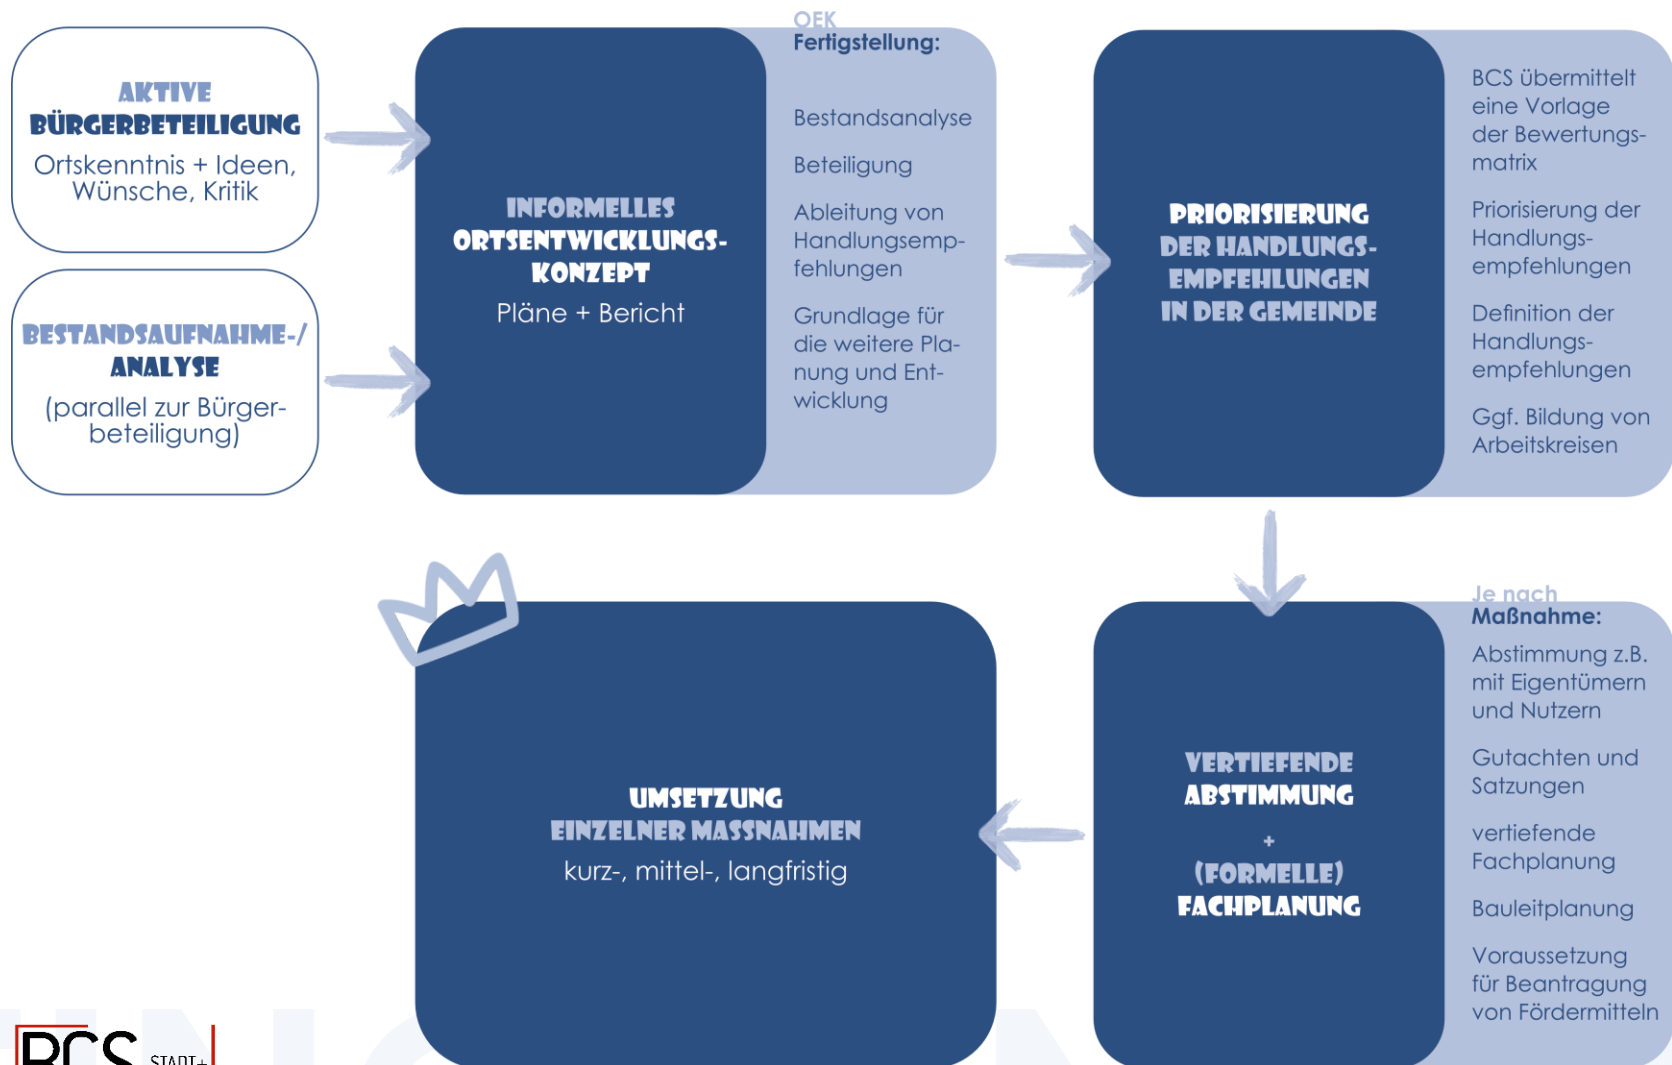 AKTIVE
BÜRGERBETEILIGUNG
Ortskenntnis + Ideen,
Wünsche, Kritik
BESTANDSAUFNAHME-/
ANALYSE
(parallel zur Bürger-
beteiligung)
INFORMELLES
ORTSENTWICKLUNGS-
KONZEPT
Pläne + Bericht
OEK
Fertigstellung:
Bestandsanalyse
Beteiligung
Ableitung von
Handlungsemp-
fehlungen
Grundlage für
die weitere Pla-
nung und Ent-
wicklung
PRIORISIERUNG
DER HANDLUNGS-
EMPFEHLUNGEN
IN DER GEMEINDE
BCS übermittelt
eine Vorlage
der Bewertungs-
matrix
Priorisierung der
Handlungs-
empfehlungen
Definition der
Handlungs-
empfehlungen
Ggf. Bildung von
Arbeitskreisen
VERTIEFENDE
ABSTIMMUNG
+
(FORMELLE)
FACHPLANUNG
Je nach
Maßnahme:
Abstimmung z.B.
mit Eigentümern
und Nutzern
Gutachten und
Satzungen
vertiefende
Fachplanung
Bauleitplanung
Voraussetzung
für Beantragung
von Fördermitteln
UMSETZUNG
EINZELNER MASSNAHMEN
kurz-, mittel-, langfristig
BCS STADT+